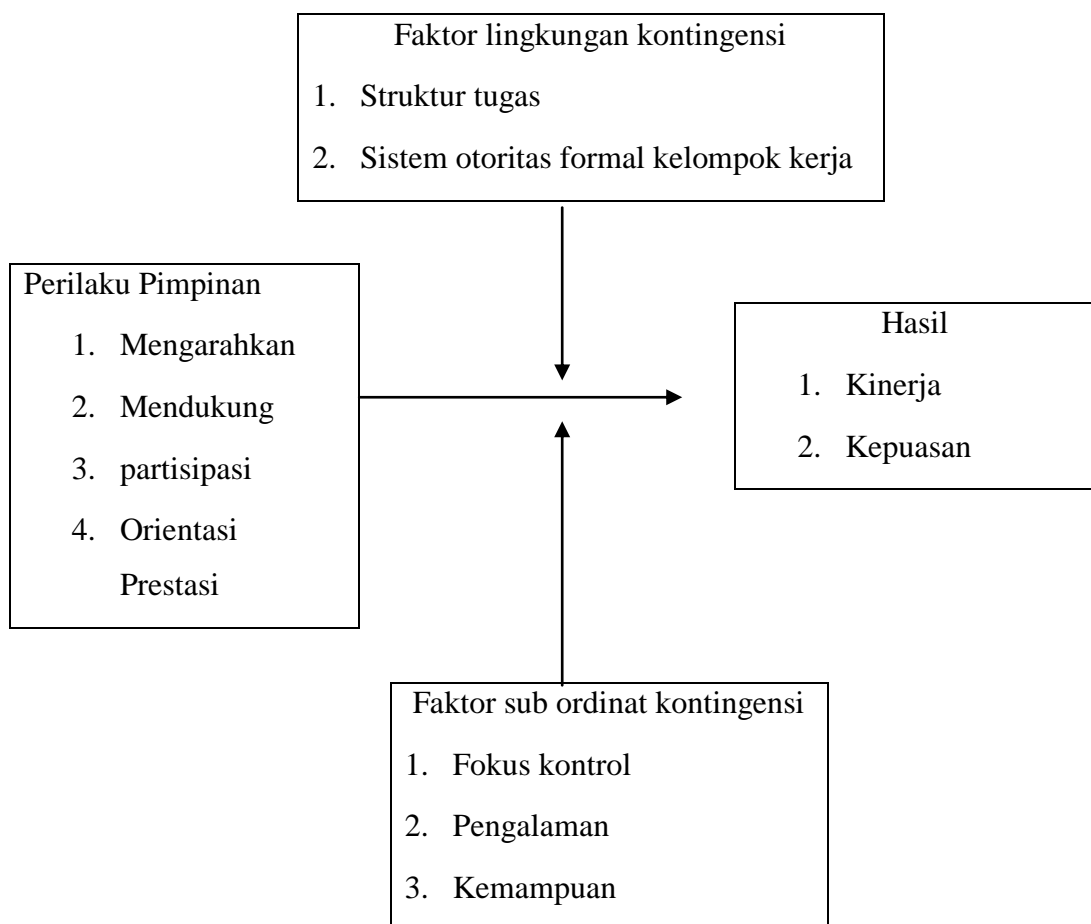 Faktor lingkungan kontingensi
1. Struktur tugas
2. Sistem otoritas formal kelompok kerja
Perilaku Pimpinan
1. Mengarahkan
2. Mendukung
3. partisipasi
4. Orientasi
Prestasi
Hasil
1. Kinerja
2. Kepuasan
Faktor sub ordinat kontingensi
1. Fokus kontrol
2. Pengalaman
3. Kemampuan